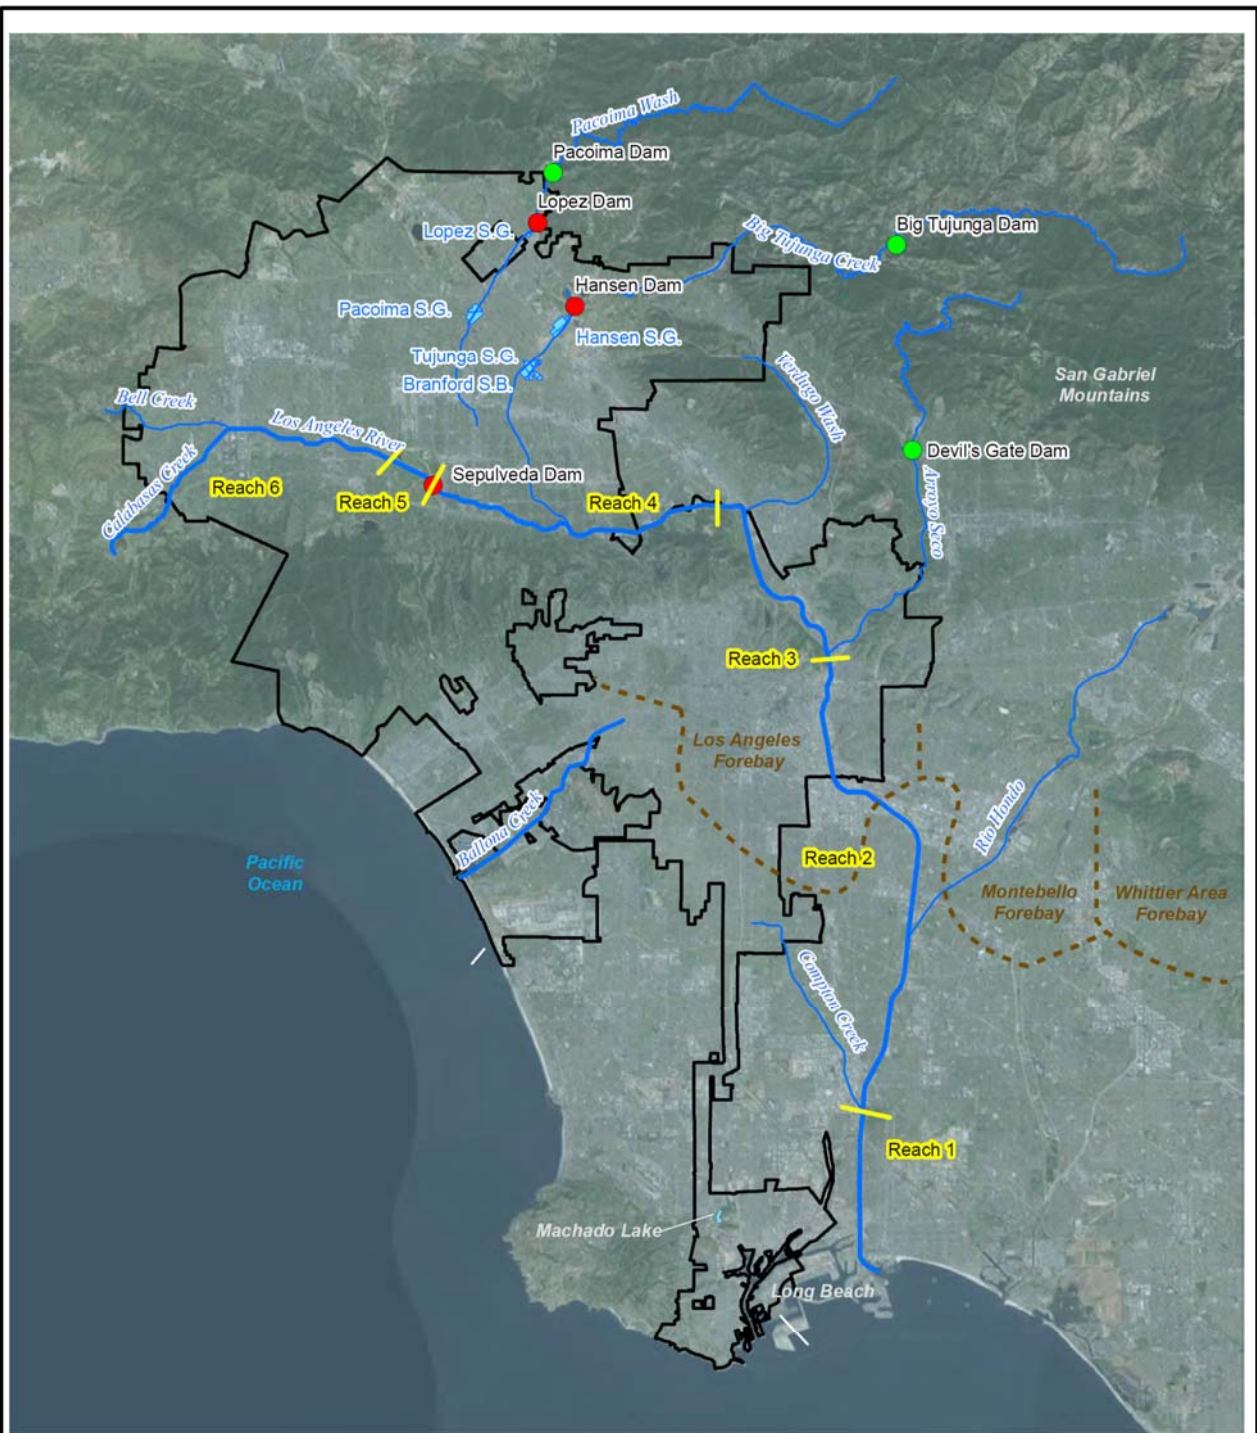 Pacoima Wash
Pacoima Dam
Lopez Dam
Lopez S.G.
Big Tujunga Dam
Big Tujunga Creek
Hansen Dam
Pacoima S.G.
Hansen S.G.
Tujunga S.G.
Branford S.B.
Verdugo Wash
San Gabriel
Mountains
Bell Creek
Los Angeles River
Devil's Gate Dam
Calabasas Creek
Sepulveda Dam
Reach 6
Reach 5
Reach 4
Arroyo Seco
Reach 3
Los Angeles
Forebay
Ballona Creek
Rio Hondo
Pacific
Ocean
Reach 2
Montebello
Forebay
Whittier Area
Forebay
Compton Creek
Reach 1
Machado Lake
Long Beach